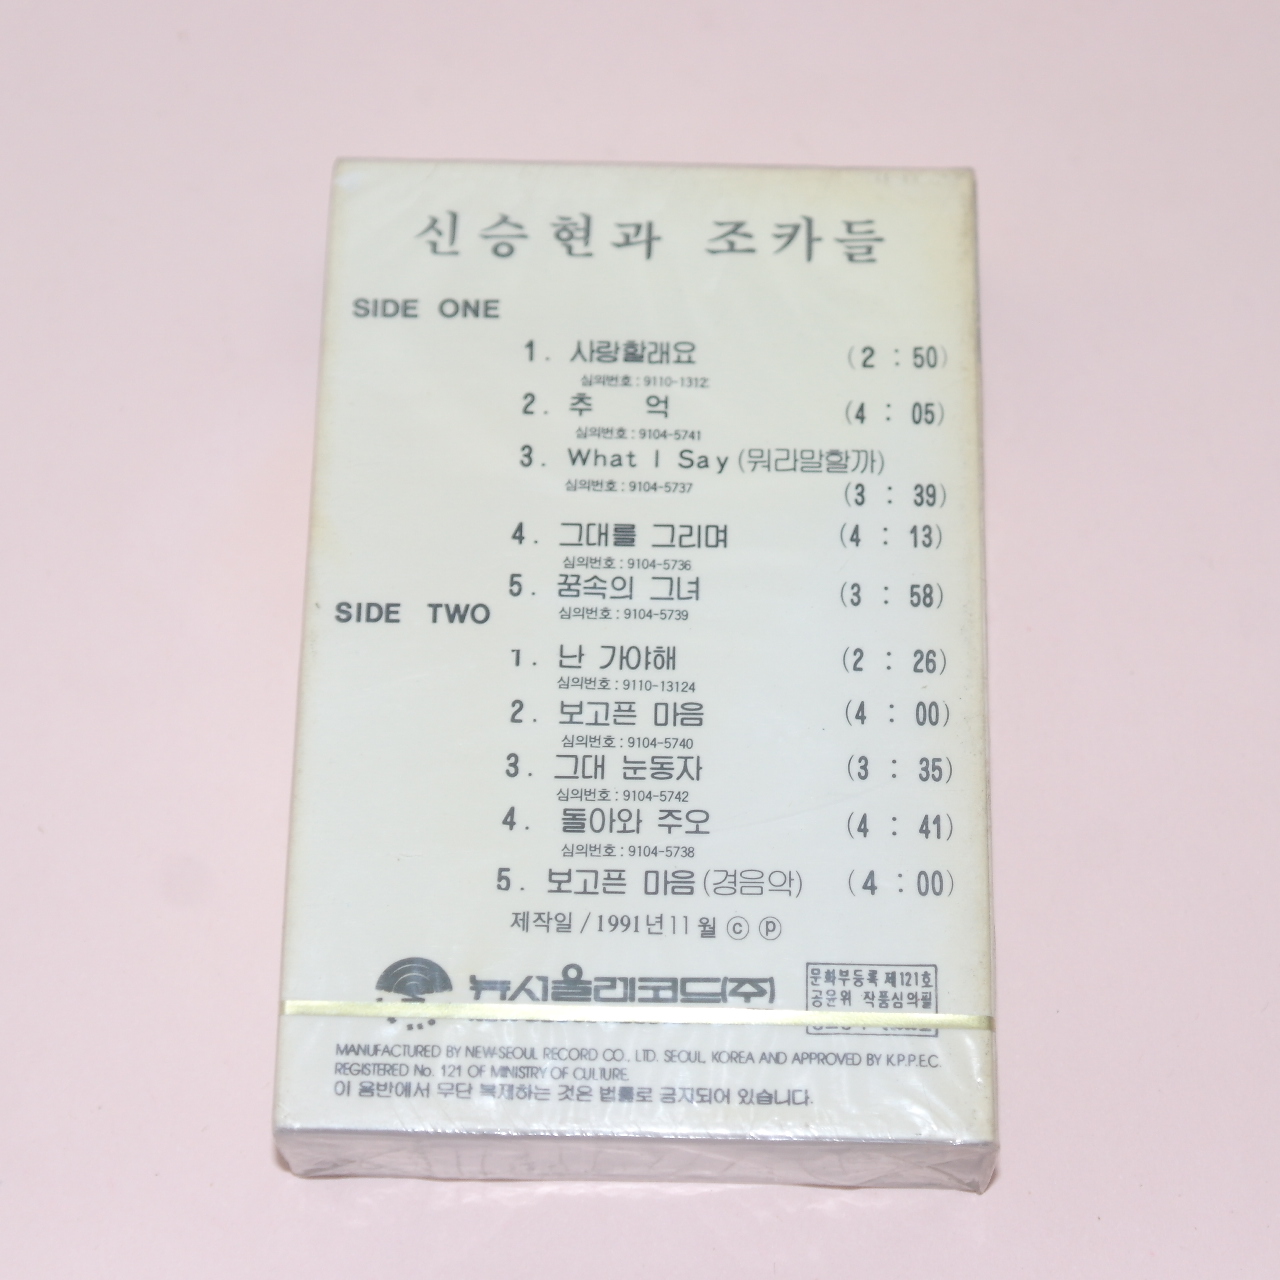 신승현과 조카들
SIDE ONE
1. 사랑할래요 (2 : 50)
심의번호 : 9110-1312
2. 추 억 (4 : 05)
심의번호 : 9104-5741
3. What I Say (뭐라말할까)
심의번호 : 9104-5737
(3 : 39)
4. 그대를 그리며 (4 : 13)
심의번호 : 9104-5736
5. 꿈속의 그녀 (3 : 58)
심의번호 : 9104-5739
SIDE TWO
1. 난 가야해 (2 : 26)
심의번호 : 9110-13124
2. 보고픈 마음 (4 : 00)
심의번호 : 9104-5740
3. 그대 눈동자 (3 : 35)
심의번호 : 9104-5742
4. 돌아와 주오 (4 : 41)
심의번호 : 9104-5738
5. 보고픈 마음 (경음악) (4 : 00)
제작일 / 1991년 11월 ⓒ ⓟ
뉴서울레코드(주)
문화부등록 제121호
공윤위 작품심의필
MANUFACTURED BY NEW-SEOUL RECORD CO., LTD. SEOUL, KOREA AND APPROVED BY K.P.P.E.C.
REGISTERED No. 121 OF MINISTRY OF CULTURE
이 음반에서 무단 복제하는 것은 법률로 금지되어 있습니다.